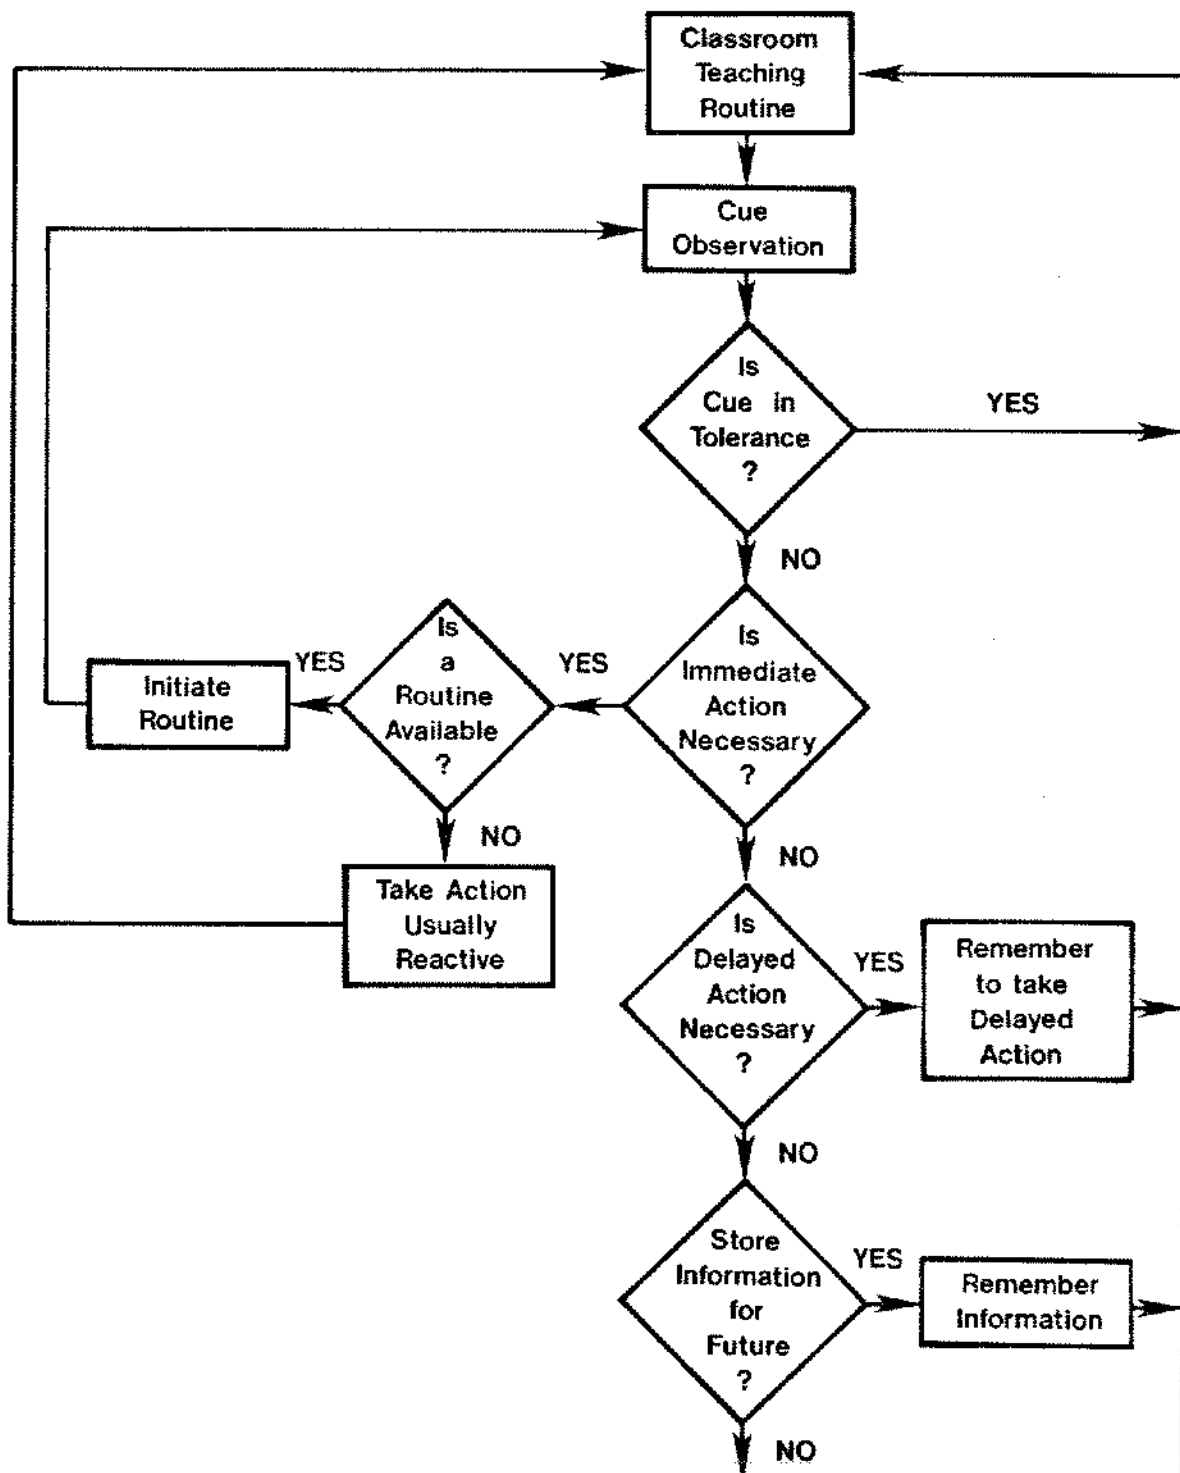 Classroom
Teaching
Routine
Cue
Observation
Is
Cue in
Tolerance
?
YES
NO
Is
Immediate
Action
Necessary
?
YES
Is
a
Routine
Available
?
YES
Initiate
Routine
NO
Take Action
Usually
Reactive
NO
Is
Delayed
Action
Necessary
?
YES
Remember
to take
Delayed
Action
NO
Store
Information
for
Future
?
YES
Remember
Information
NO